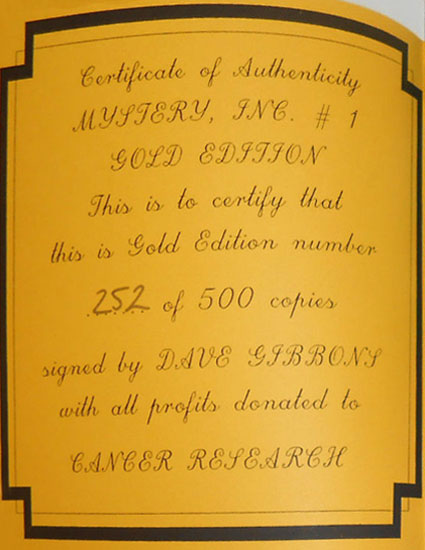 Certificate of Authenticity
MYSTERY, INC. # 1
GOLD EDITION
This is to certify that
this is Gold Edition number
252 of 500 copies
signed by DAVE GIBBONS
with all profits donated to
CANCER RESEARCH